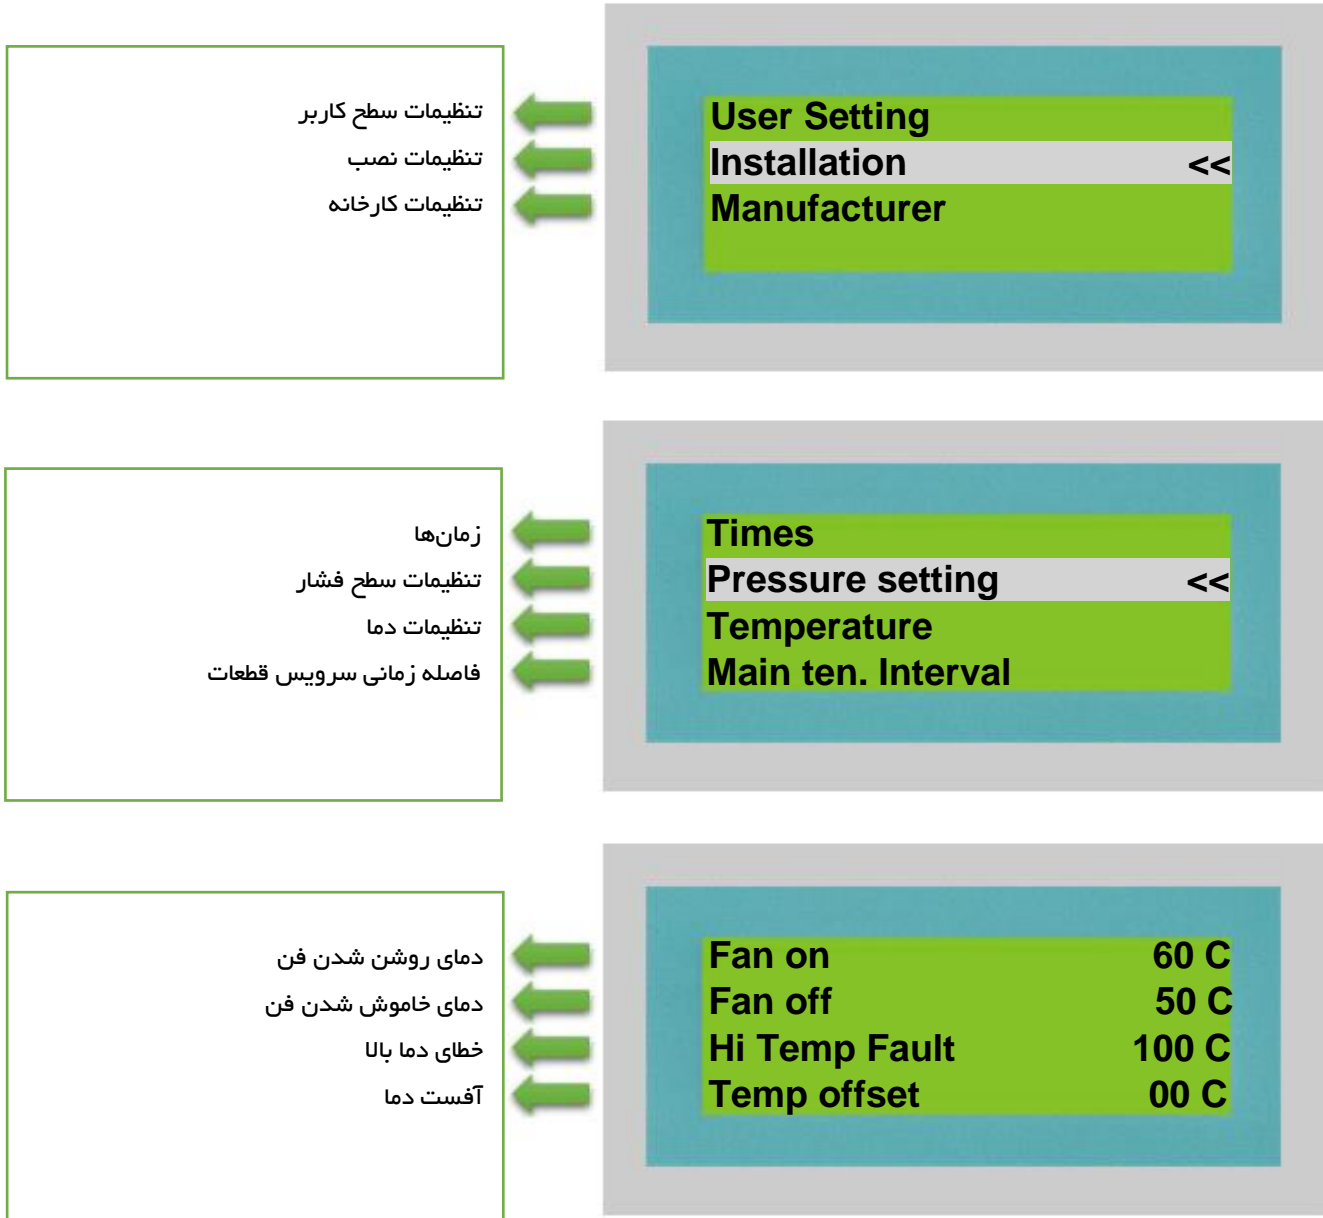 تنظیمات سطح کاربر
تنظیمات نصب
تنظیمات کارخانه
User Setting
Installation <<
Manufacturer
زمان‌ها
تنظیمات سطح فشار
تنظیمات دما
فاصله زمانی سرویس قطعات
Times
Pressure setting <<
Temperature
Main ten. Interval
دمای روشن شدن فن
دمای خاموش شدن فن
خطای دما بالا
آفست دما
Fan on 60 C
Fan off 50 C
Hi Temp Fault 100 C
Temp offset 00 C